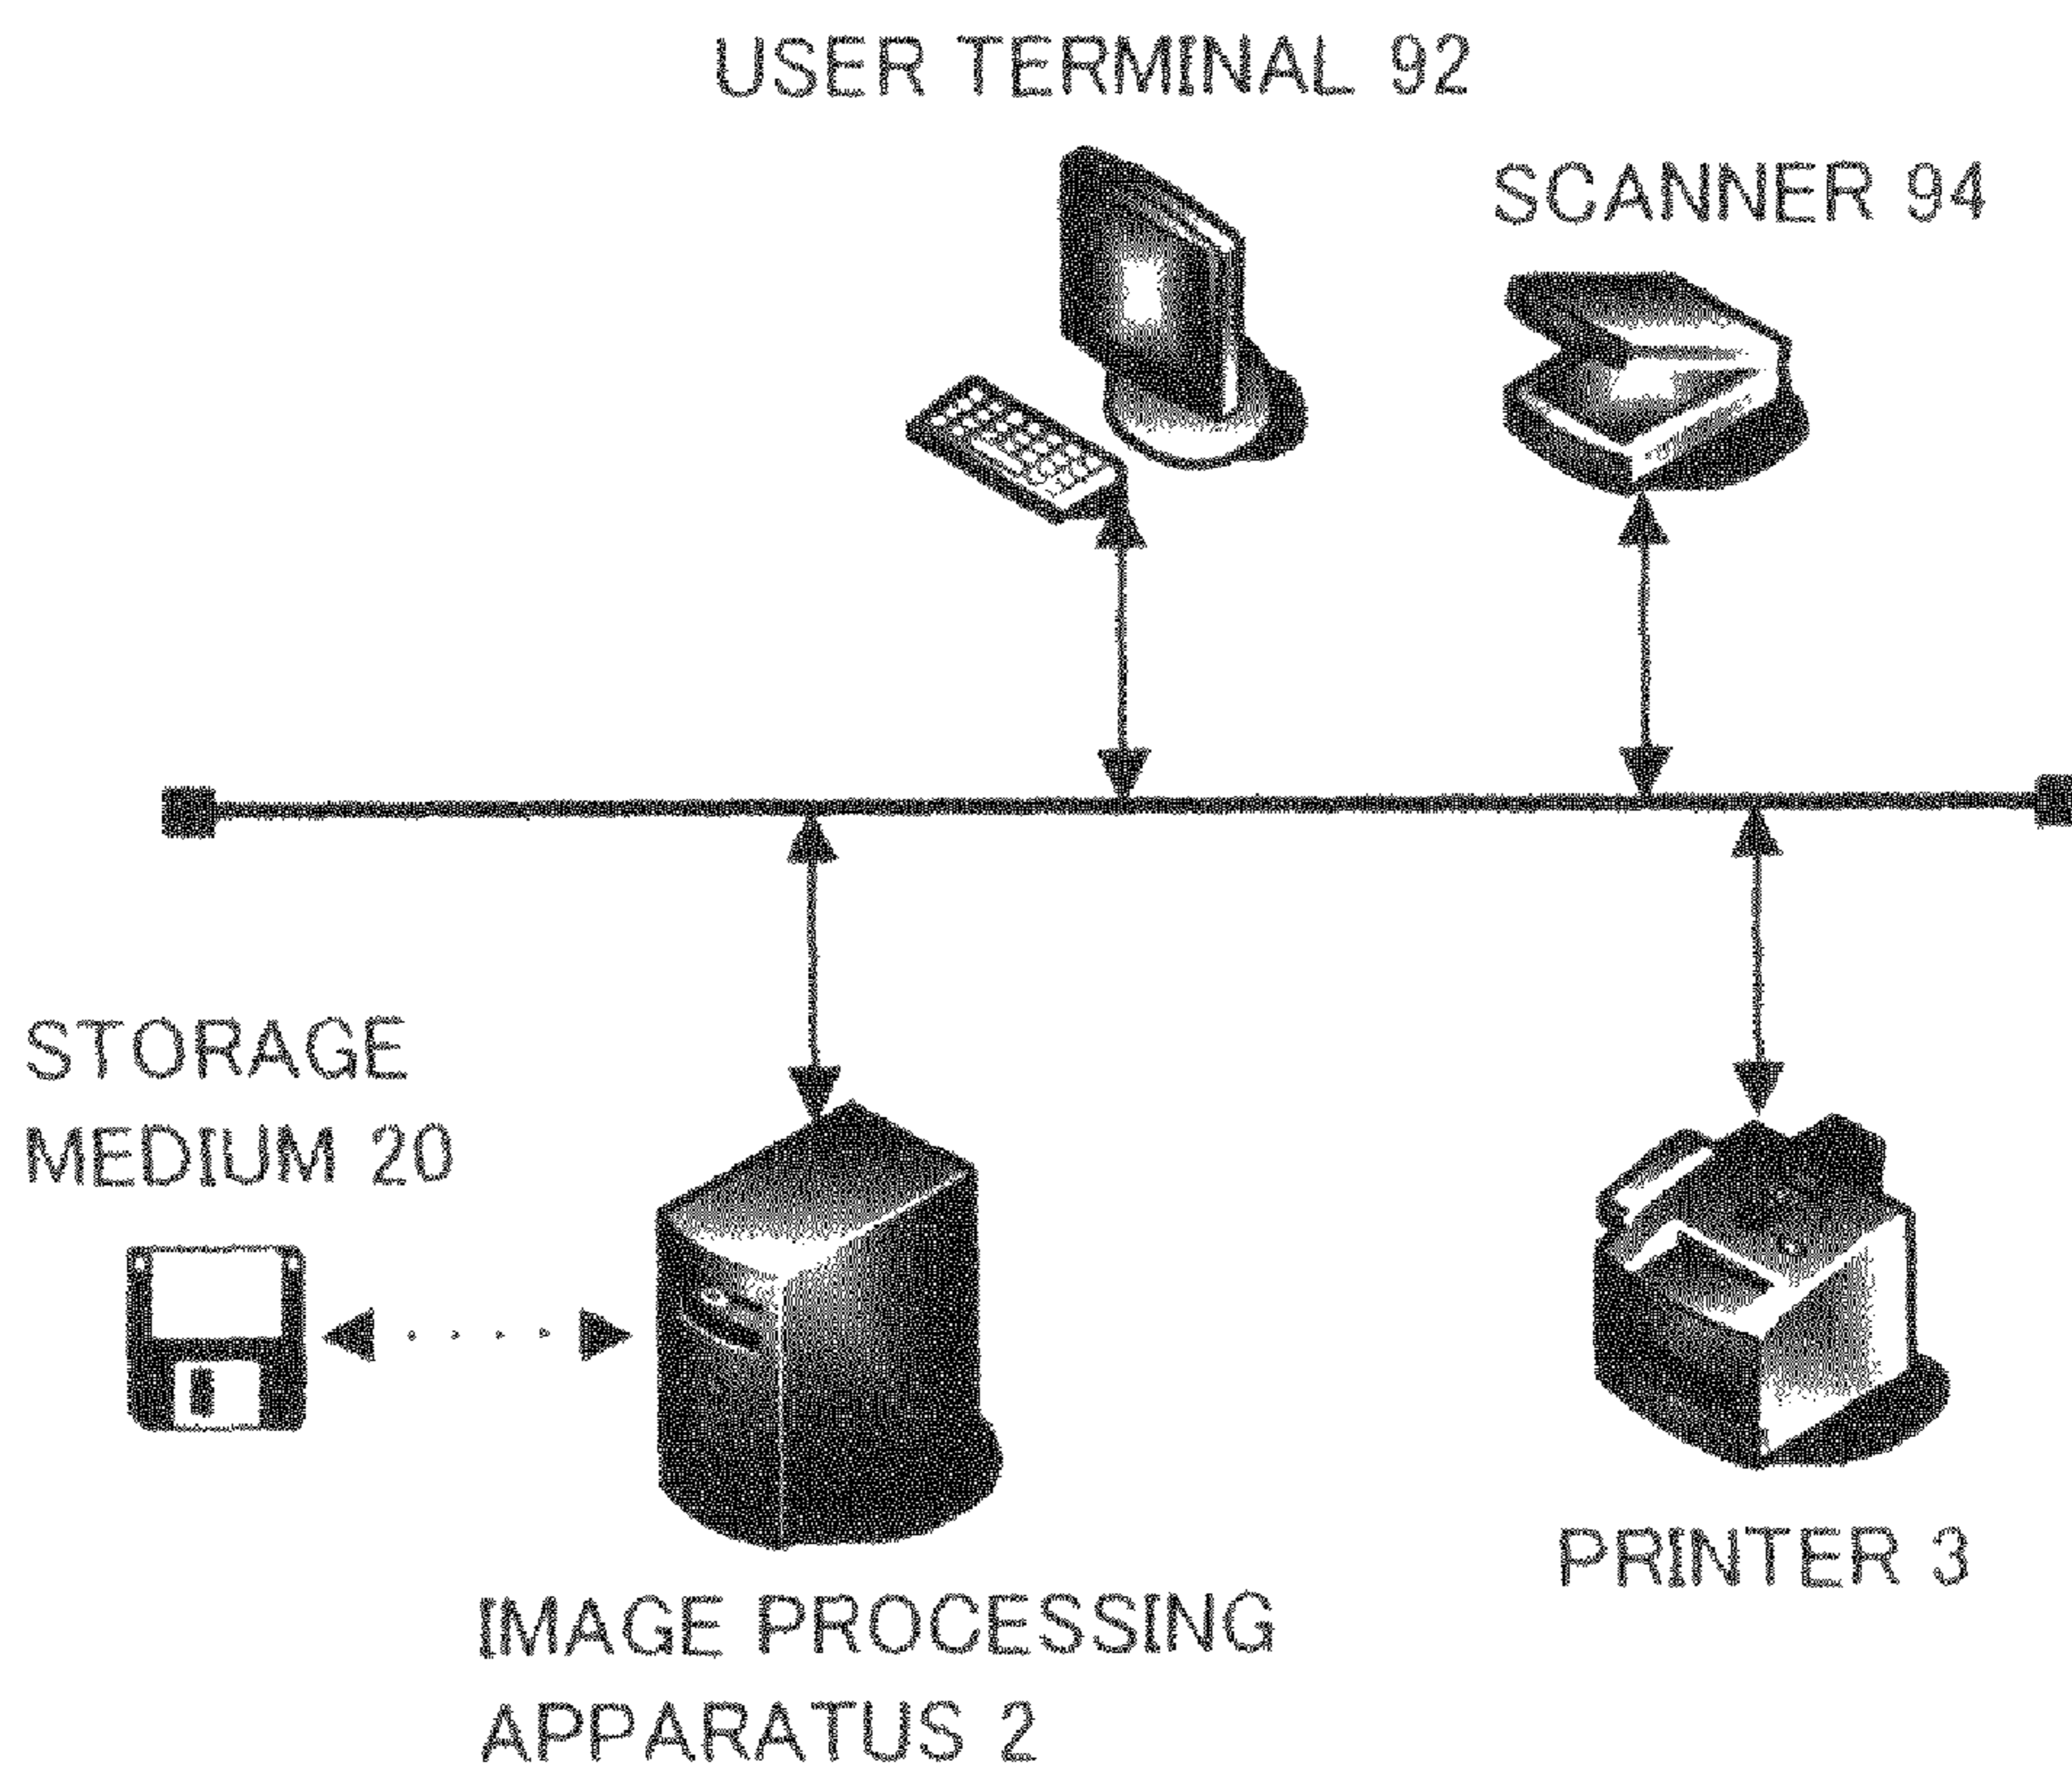 USER TERMINAL 92
SCANNER 94
STORAGE
MEDIUM 20
IMAGE PROCESSING
APPARATUS 2
PRINTER 3